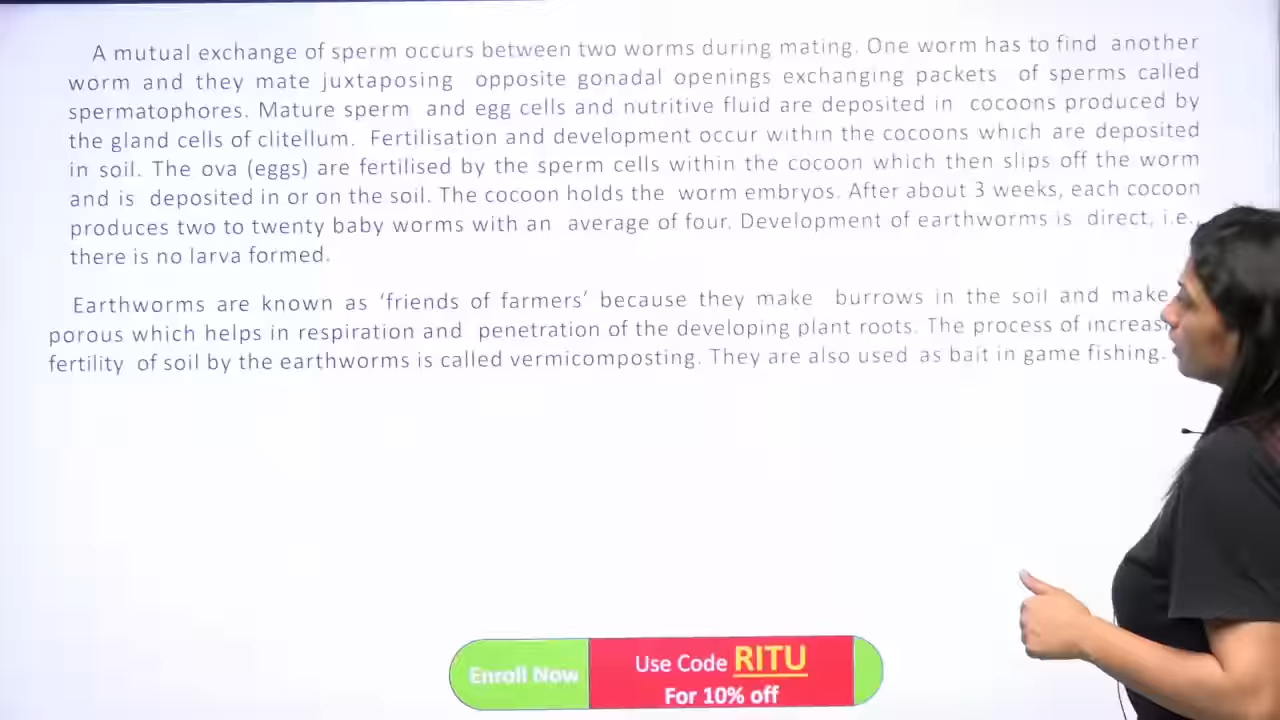 A mutual exchange of sperm occurs between two worms during mating. One worm has to find another
worm and they mate juxtaposing opposite gonadal openings exchanging packets of sperms called
spermatophores. Mature sperm and egg cells and nutritive fluid are deposited in cocoons produced by
the gland cells of clitellum. Fertilisation and development occur within the cocoons which are deposited
in soil. The ova (eggs) are fertilised by the sperm cells within the cocoon which then slips off the worm
and is deposited in or on the soil. The cocoon holds the worm embryos. After about 3 weeks, each cocoon
produces two to twenty baby worms with an average of four. Development of earthworms is direct, i.e.,
there is no larva formed.
Earthworms are known as 'friends of farmers' because they make burrows in the soil and make
porous which helps in respiration and penetration of the developing plant roots. The process of increas
fertility of soil by the earthworms is called vermicomposting. They are also used as bait in game fishing.
Enroll Now
Use Code RITU
For 10% off